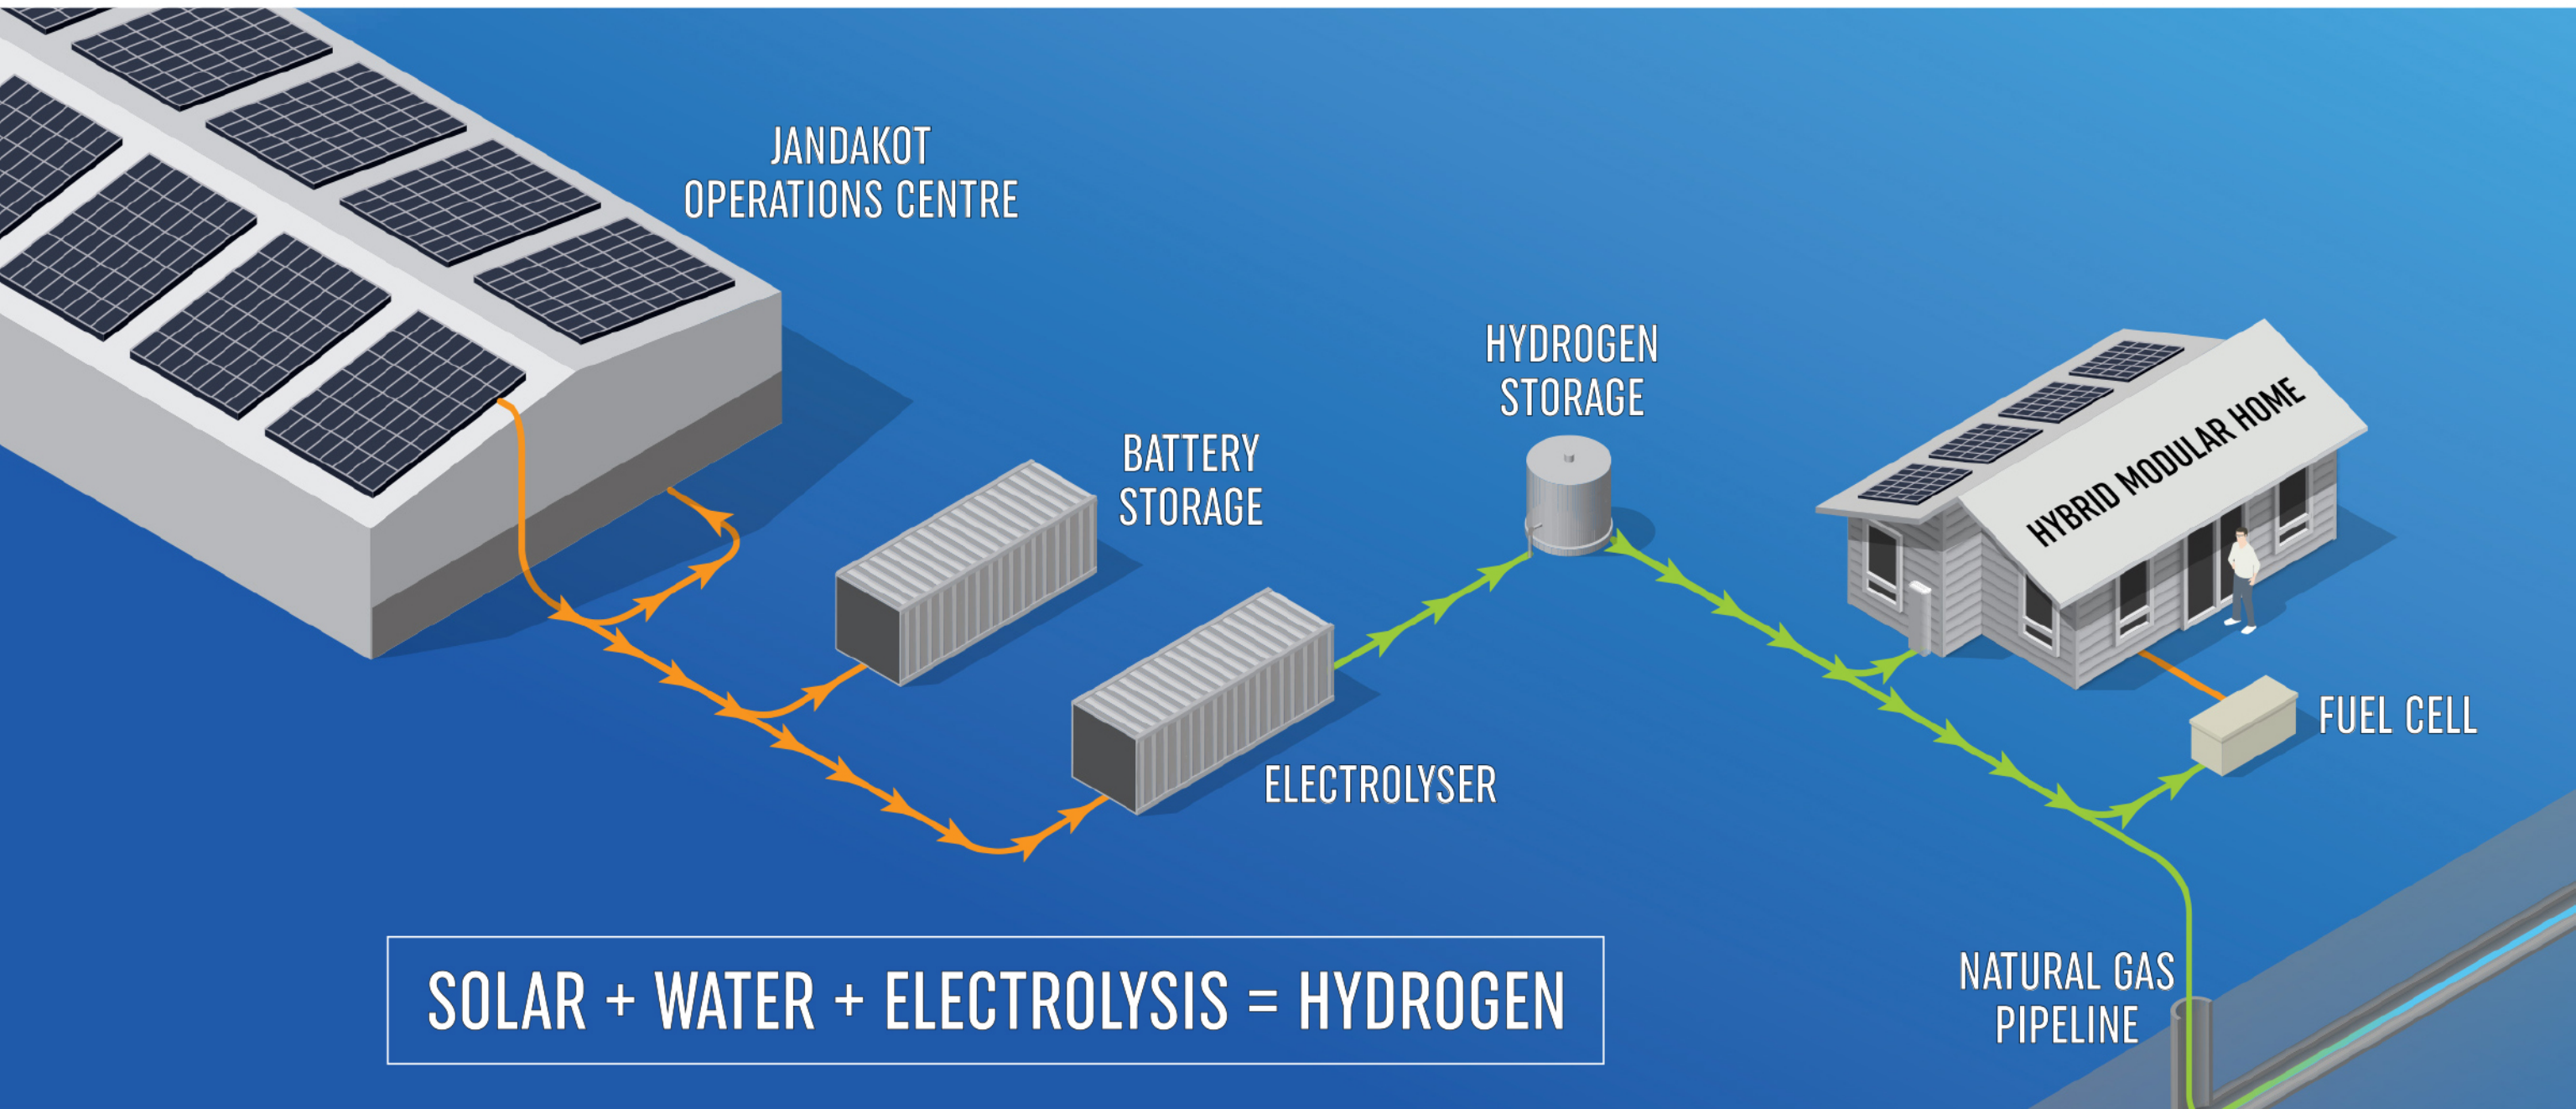 JANDAKOT
OPERATIONS CENTRE
BATTERY
STORAGE
HYDROGEN
STORAGE
HYBRID MODULAR HOME
ELECTROLYSER
FUEL CELL
NATURAL GAS
PIPELINE
SOLAR + WATER + ELECTROLYSIS = HYDROGEN